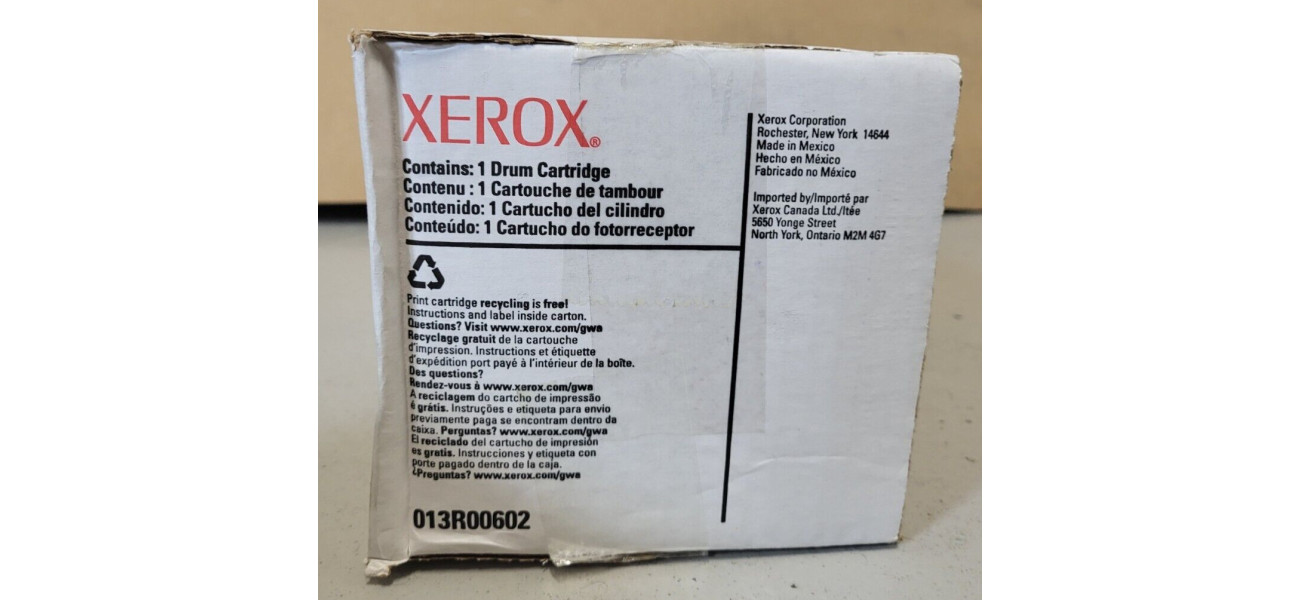 XEROX®
Contains: 1 Drum Cartridge
Contenu : 1 Cartouche de tambour
Contenido: 1 Cartucho del cilindro
Conteúdo: 1 Cartucho do fotorreceptor
Print cartridge recycling is free!
Instructions and label inside carton.
Questions? Visit www.xerox.com/gwa
Recyclage gratuit de la cartouche
d'impression. Instructions et étiquette
d'expédition port payé à l'intérieur de la boîte.
Des questions?
Rendez-vous à www.xerox.com/gwa
A reciclagem do cartcho de impressão
é grátis. Instruções e etiqueta para envio
previamente paga se encontram dentro da
caixa. Perguntas? www.xerox.com/gwa
El reciclado del cartucho de impresión
es gratis. Instrucciones y etiqueta con
porte pagado dentro de la caja.
¿Preguntas? www.xerox.com/gwa
013R00602
Xerox Corporation
Rochester, New York 14644
Made in Mexico
Hecho en México
Fabricado no México
Imported by/Importé par
Xerox Canada Ltd./ltée
5650 Yonge Street
North York, Ontario M2M 4G7